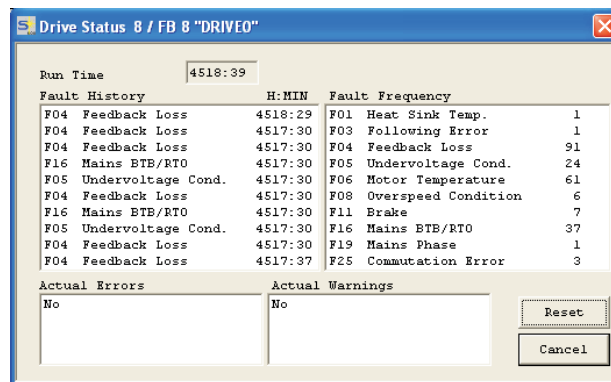 Drive Status 8 / FB 8 "DRIVE0"
Run Time 4518:39
Fault History H:MIN
F04 Feedback Loss 4518:29
F04 Feedback Loss 4517:30
F04 Feedback Loss 4517:30
F16 Mains BTB/RTO 4517:30
F05 Undervoltage Cond. 4517:30
F04 Feedback Loss 4517:30
F16 Mains BTB/RTO 4517:30
F05 Undervoltage Cond. 4517:30
F04 Feedback Loss 4517:30
F04 Feedback Loss 4517:37
Fault Frequency
F01 Heat Sink Temp. 1
F03 Following Error 1
F04 Feedback Loss 91
F05 Undervoltage Cond. 24
F06 Motor Temperature 61
F08 Overspeed Condition 6
F11 Brake 7
F16 Mains BTB/RTO 37
F19 Mains Phase 1
F25 Commutation Error 3
Actual Errors
No
Actual Warnings
No
Reset
Cancel